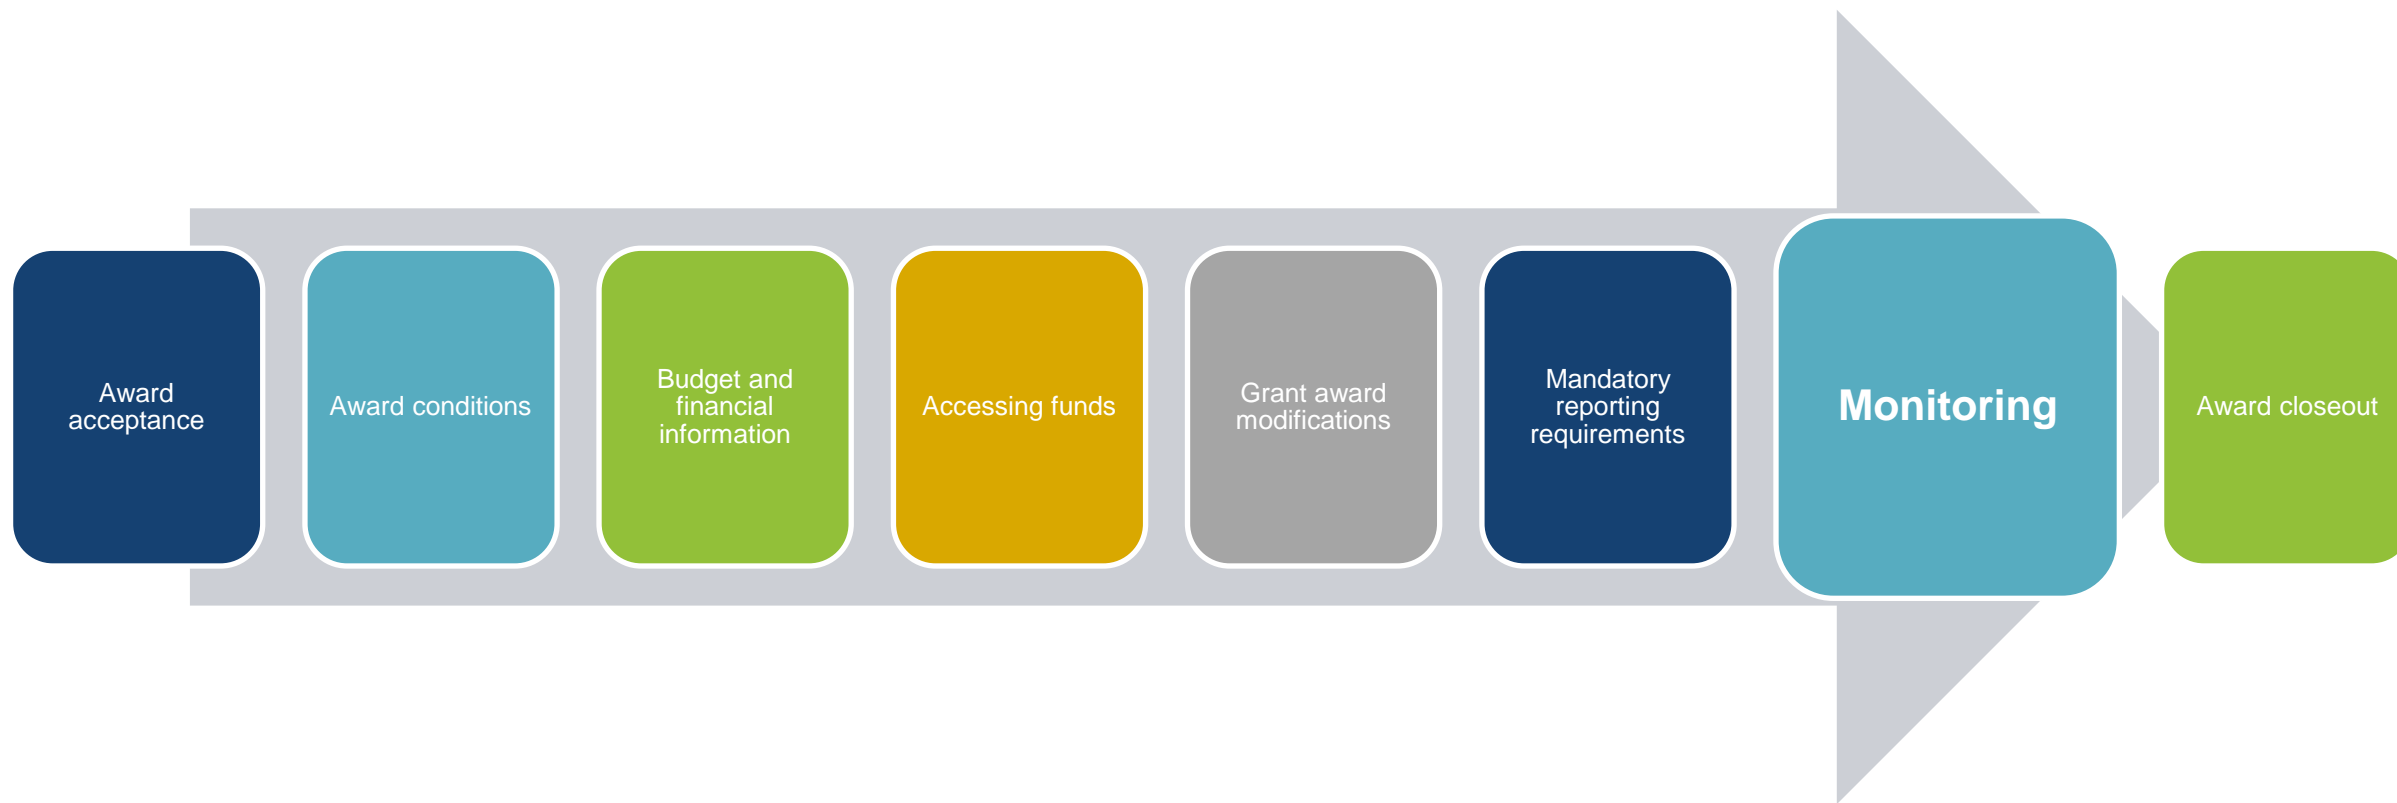 Award
acceptance
Award conditions
Budget and
financial
information
Accessing funds
Grant award
modifications
Mandatory
reporting
requirements
Monitoring
Award closeout